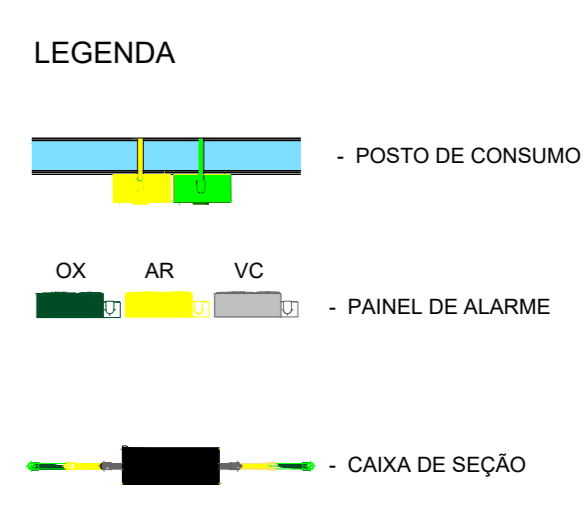 LEGENDA
- POSTO DE CONSUMO
OX AR VC
- PAINEL DE ALARME
- CAIXA DE SEÇÃO